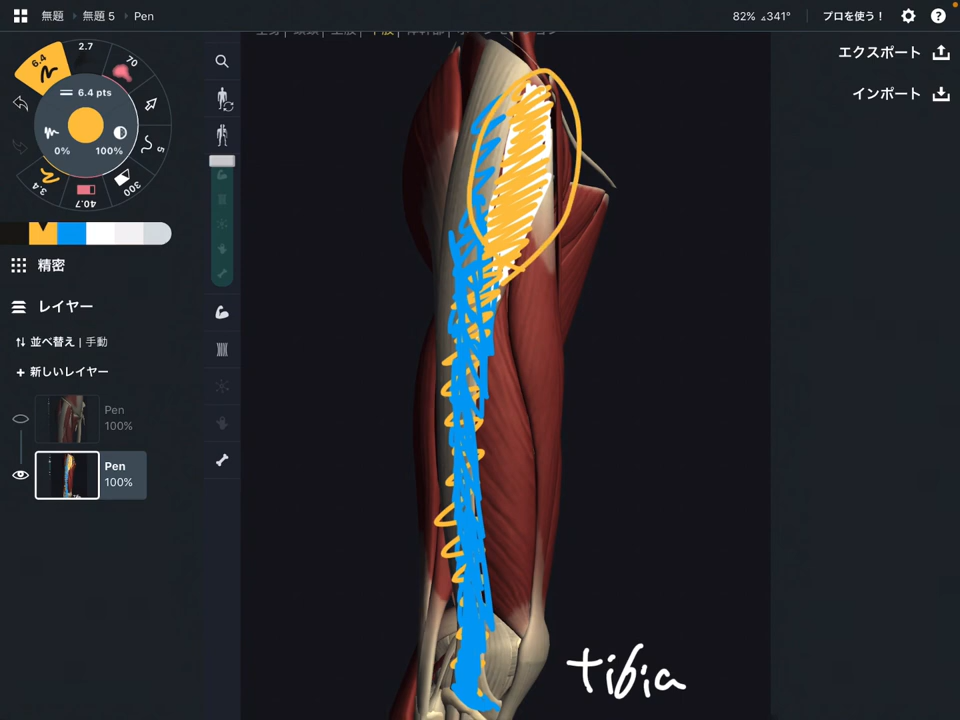 無題 › 無題 5 › Pen
82% ⊿341°
プロを使う！
?
エクスポート
インポート
2.7
6.4
70
6.4 pts
0%
100%
5
3.4
40.7
300
精密
レイヤー
並べ替え | 手動
+ 新しいレイヤー
Pen
100%
Pen
100%
tibia